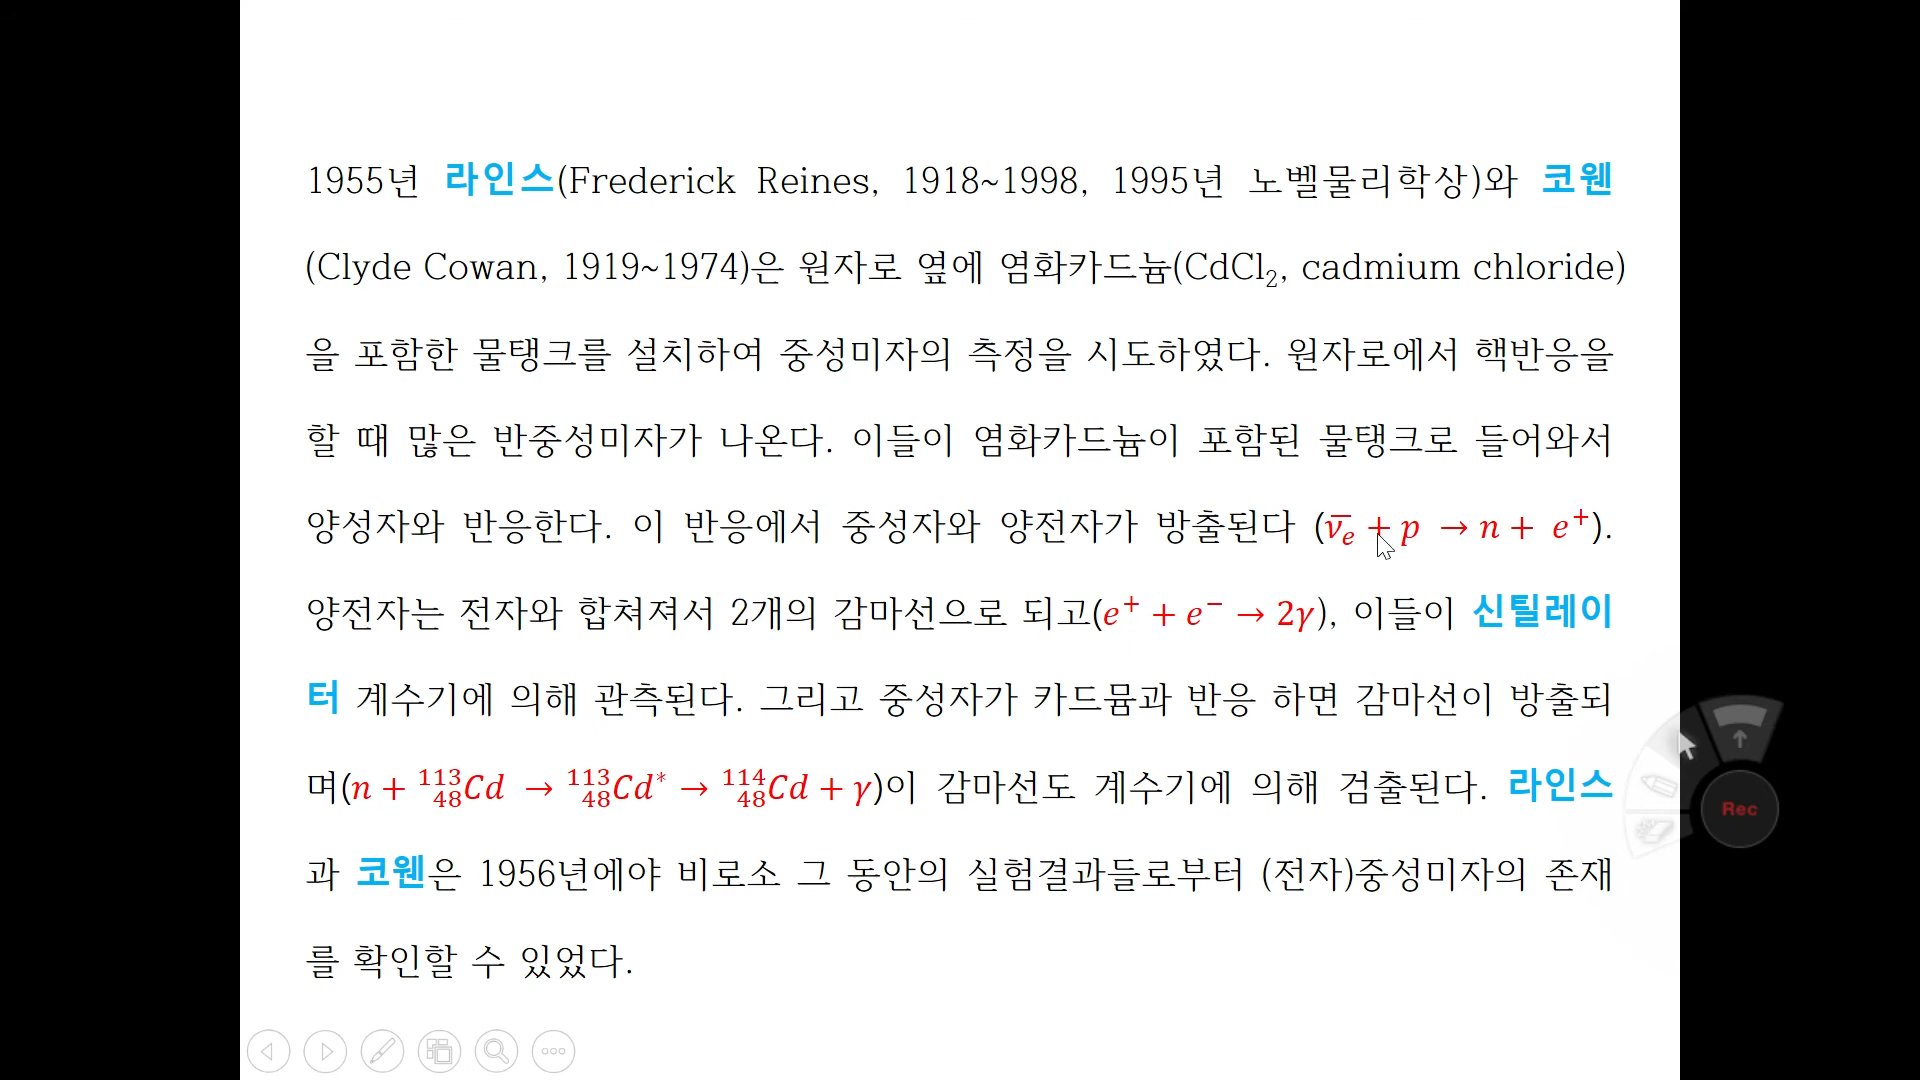 1955년 라인스(Frederick Reines, 1918~1998, 1995년 노벨물리학상)와 코웬
(Clyde Cowan, 1919~1974)은 원자로 옆에 염화카드늄(CdCl₂, cadmium chloride)
을 포함한 물탱크를 설치하여 중성미자의 측정을 시도하였다. 원자로에서 핵반응을
할 때 많은 반중성미자가 나온다. 이들이 염화카드늄이 포함된 물탱크로 들어와서
양성자와 반응한다. 이 반응에서 중성자와 양전자가 방출된다 (ν̅ₑ + p → n + e⁺).
양전자는 전자와 합쳐져서 2개의 감마선으로 되고(e⁺ + e⁻ → 2γ), 이들이 신틸레이
터 계수기에 의해 관측된다. 그리고 중성자가 카드뮴과 반응 하면 감마선이 방출되
며(n + ¹¹³₄₈Cd → ¹¹³₄₈Cd* → ¹¹⁴₄₈Cd + γ)이 감마선도 계수기에 의해 검출된다. 라인스
과 코웬은 1956년에야 비로소 그 동안의 실험결과들로부터 (전자)중성미자의 존재
를 확인할 수 있었다.
Rec